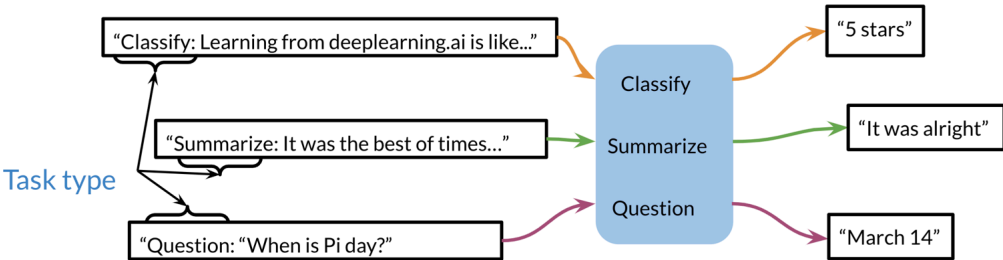 “Classify: Learning from deeplearning.ai is like...”
“5 stars”
Classify
“Summarize: It was the best of times...”
Summarize
“It was alright”
Task type
Question
“Question: “When is Pi day?”
“March 14”